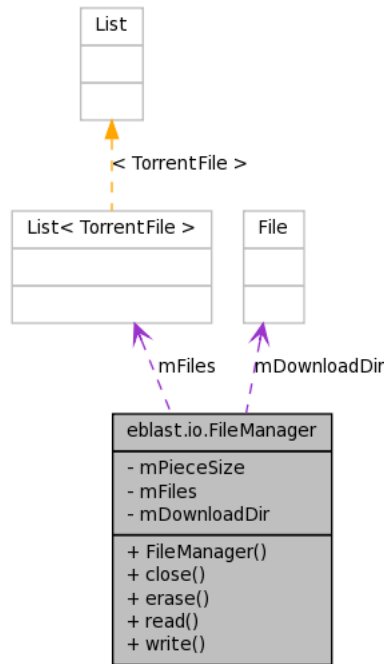 List
< TorrentFile >
List< TorrentFile >
File
mFiles
mDownloadDir
eblast.io.FileManager
- mPieceSize
- mFiles
- mDownloadDir
+ FileManager()
+ close()
+ erase()
+ read()
+ write()